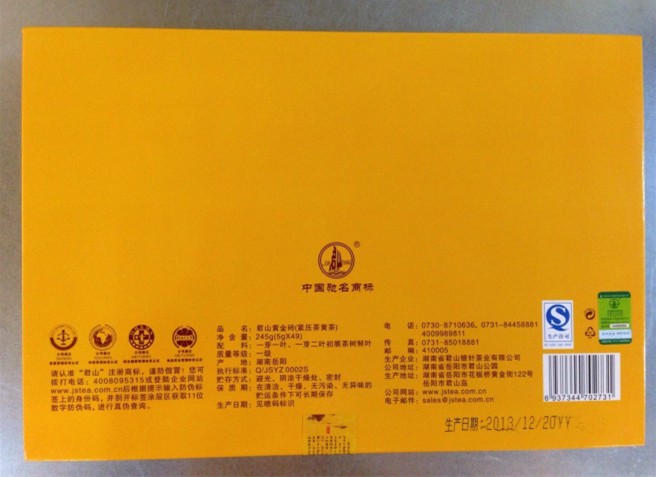 ®
中国驰名商标
品 名：君山黄金砖(紧压茶黄茶)
净 含 量：245g(5gX49)
配 料：一芽一叶、一芽二叶初展茶树鲜叶
产 地：湖南岳阳
质量等级：一级
执行标准：Q/JSYZ 0002S
贮存方式：避光、阴凉干燥处、密封
保 质 期：在清洁、干燥、无污染、无异味的
贮运条件下可长期保存
生产日期：见喷码标识
请认准“君山”注册商标，谨防假冒！您可
拨打电话：4008095315或登陆企业网站
www.jstea.com.cn后根据提示输入防伪标
签上的身份码，并刮开标签涂层区获取11位
数字防伪码，进行真伪查询。
电 话：0730-8710636、0731-84458881
4009989811
传 真：0731-85018881
邮 编：410005
生产企业：湖南省君山银针茶业有限公司
公司地址：湖南省岳阳市君山公园
生产地址：湖南省岳阳市花板桥黄金街122号
岳阳市君山岛
公司网站：www.jstea.com.cn
电子邮件：sales@jstea.com.cn
生产许可
6937344702731
生产日期:2013/12/20YY